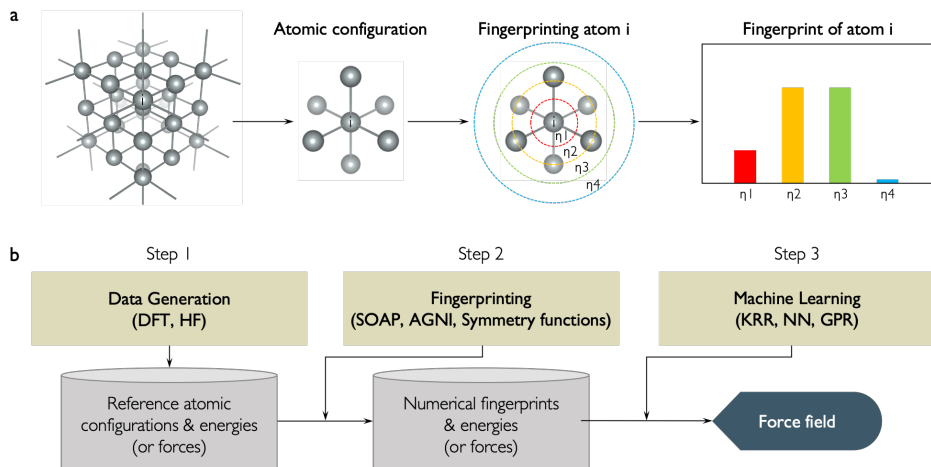 a
Atomic configuration
Fingerprinting atom i
Fingerprint of atom i
i
i
i
η1
η2
η3
η4
η1
η2
η3
η4
b
Step 1
Step 2
Step 3
Data Generation
(DFT, HF)
Fingerprinting
(SOAP, AGNI, Symmetry functions)
Machine Learning
(KRR, NN, GPR)
Reference atomic
configurations & energies
(or forces)
Numerical fingerprints
& energies
(or forces)
Force field